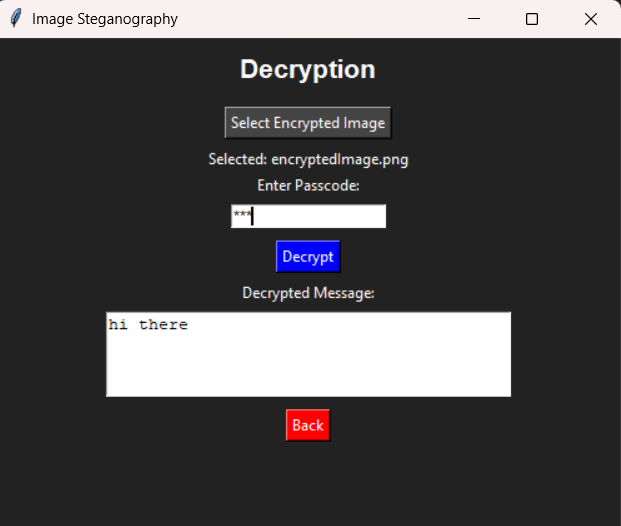 Image Steganography
Decryption
Select Encrypted Image
Selected: encryptedImage.png
Enter Passcode:
***
Decrypt
Decrypted Message:
hi there
Back